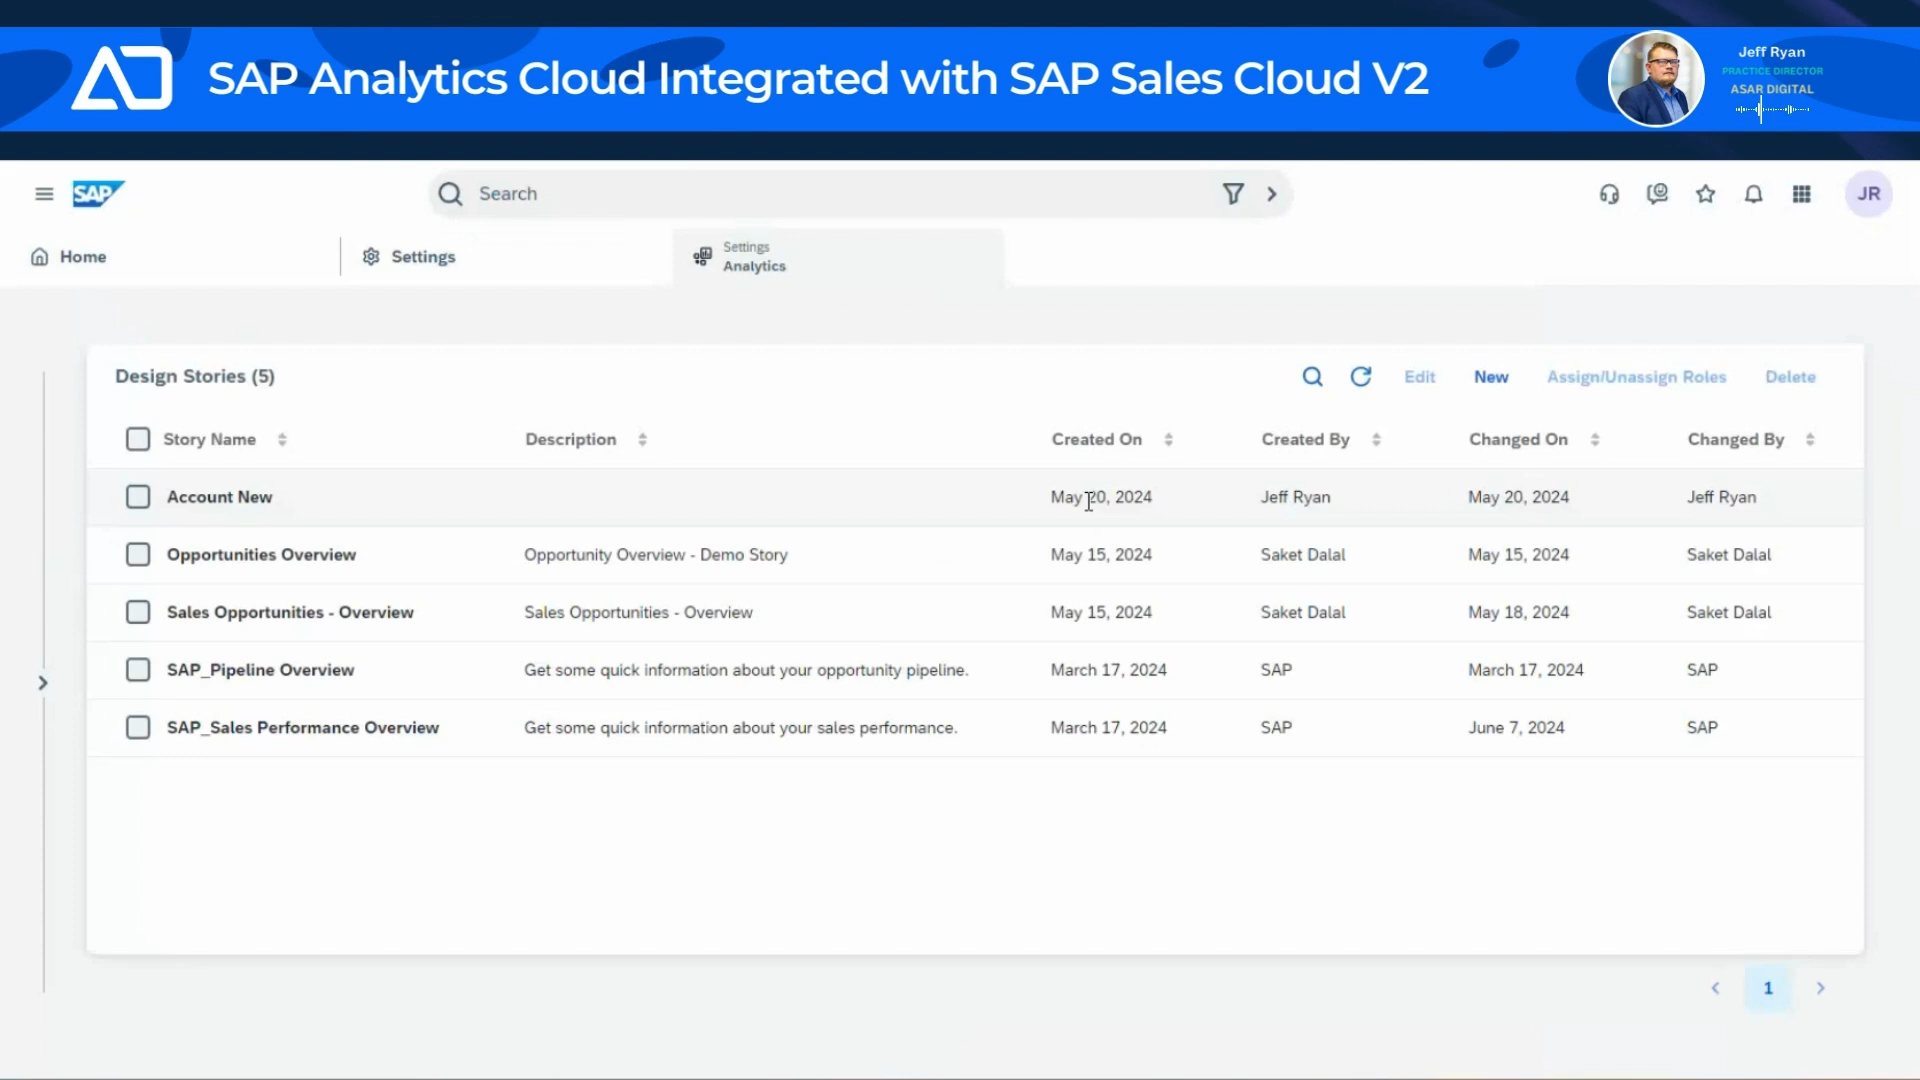 SAP Analytics Cloud Integrated with SAP Sales Cloud V2
Jeff Ryan
PRACTICE DIRECTOR
ASAR DIGITAL
SAP
Search
JR
Home
Settings
Settings
Analytics
Design Stories (5)
Edit
New
Assign/Unassign Roles
Delete
Story Name Description Created On Created By Changed On Changed By
Account New May 20, 2024 Jeff Ryan May 20, 2024 Jeff Ryan
Opportunities Overview Opportunity Overview - Demo Story May 15, 2024 Saket Dalal May 15, 2024 Saket Dalal
Sales Opportunities - Overview Sales Opportunities - Overview May 15, 2024 Saket Dalal May 18, 2024 Saket Dalal
SAP_Pipeline Overview Get some quick information about your opportunity pipeline. March 17, 2024 SAP March 17, 2024 SAP
SAP_Sales Performance Overview Get some quick information about your sales performance. March 17, 2024 SAP June 7, 2024 SAP
1